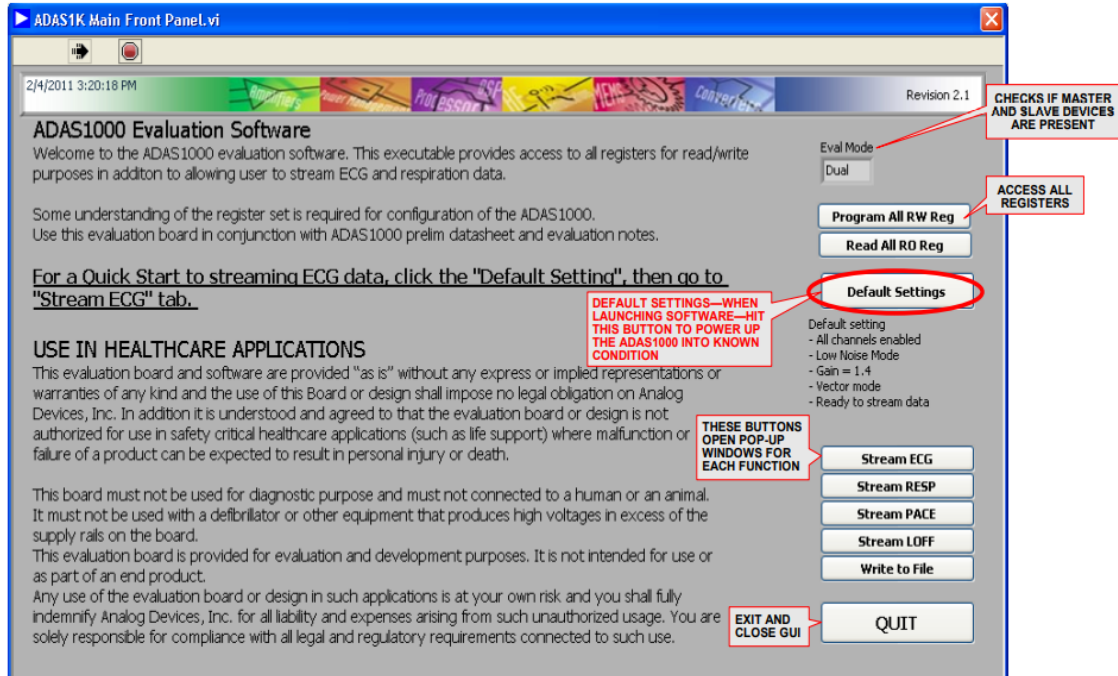 ADAS1K Main Front Panel.vi
2/4/2011 3:20:18 PM
Amplifiers
Power Management
Processors
DSP
RF
MEMS
Converters
Revision 2.1
CHECKS IF MASTER
AND SLAVE DEVICES
ARE PRESENT
ADAS1000 Evaluation Software
Welcome to the ADAS1000 evaluation software. This executable provides access to all registers for read/write
purposes in additon to allowing user to stream ECG and respiration data.
Eval Mode
Dual
Some understanding of the register set is required for configuration of the ADAS1000.
Use this evaluation board in conjunction with ADAS1000 prelim datasheet and evaluation notes.
ACCESS ALL
REGISTERS
Program All RW Reg
Read All RO Reg
For a Quick Start to streaming ECG data, click the "Default Setting", then go to
"Stream ECG" tab.
Default Settings
DEFAULT SETTINGS—WHEN
LAUNCHING SOFTWARE—HIT
THIS BUTTON TO POWER UP
THE ADAS1000 INTO KNOWN
CONDITION
Default setting
- All channels enabled
- Low Noise Mode
- Gain = 1.4
- Vector mode
- Ready to stream data
USE IN HEALTHCARE APPLICATIONS
This evaluation board and software are provided "as is" without any express or implied representations or
warranties of any kind and the use of this Board or design shall impose no legal obligation on Analog
Devices, Inc. In addition it is understood and agreed to that the evaluation board or design is not
authorized for use in safety critical healthcare applications (such as life support) where malfunction or
failure of a product can be expected to result in personal injury or death.
THESE BUTTONS
OPEN POP-UP
WINDOWS FOR
EACH FUNCTION
Stream ECG
Stream RESP
Stream PACE
Stream LOFF
Write to File
This board must not be used for diagnostic purpose and must not connected to a human or an animal.
It must not be used with a defibrillator or other equipment that produces high voltages in excess of the
supply rails on the board.
This evaluation board is provided for evaluation and development purposes. It is not intended for use or
as part of an end product.
Any use of the evaluation board or design in such applications is at your own risk and you shall fully
indemnify Analog Devices, Inc. for all liability and expenses arising from such unauthorized usage. You are
solely responsible for compliance with all legal and regulatory requirements connected to such use.
EXIT AND
CLOSE GUI
QUIT